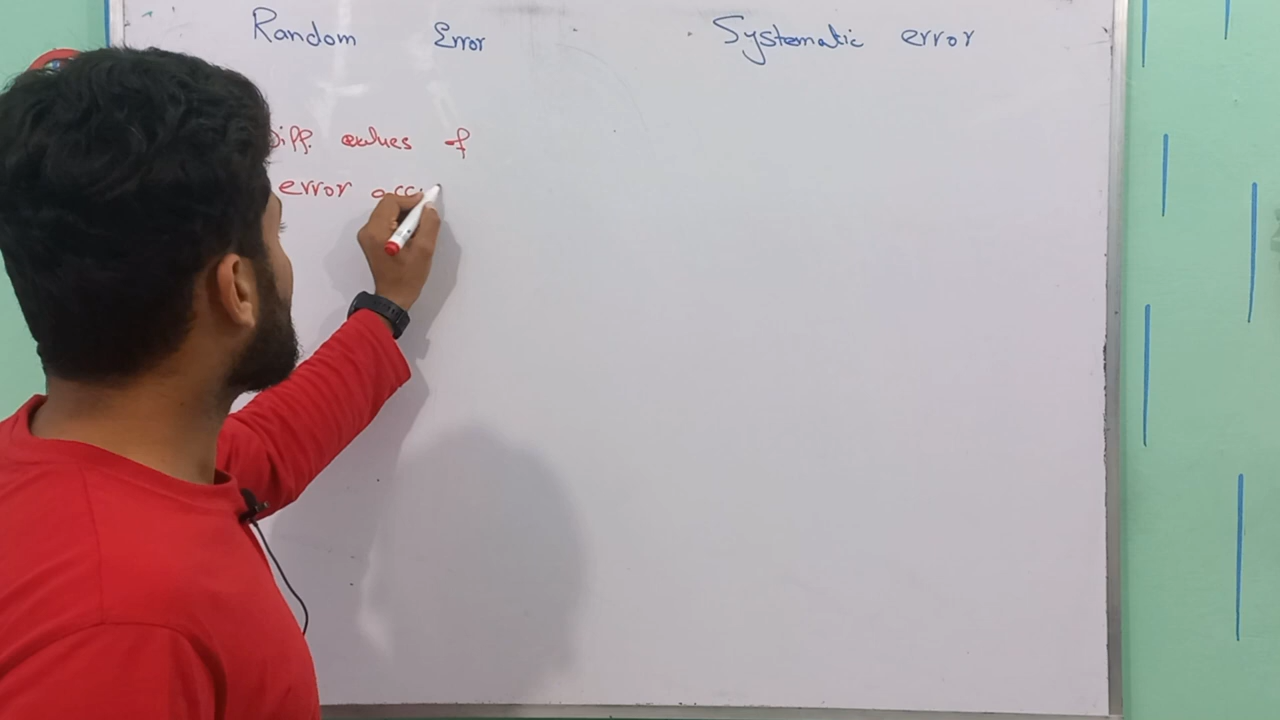 Random Error
Systematic error
Diff. values of
error occ